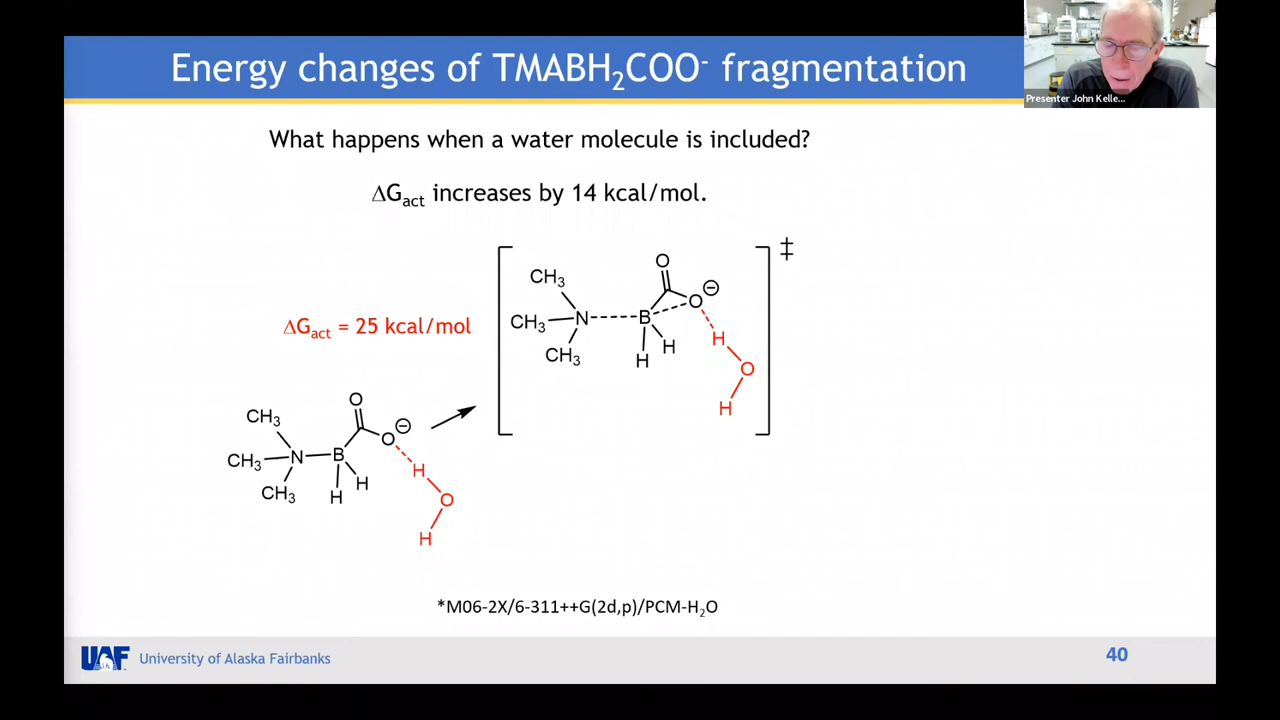 Energy changes of TMABH₂COO⁻ fragmentation
Presenter John Kelle...
What happens when a water molecule is included?
ΔGact increases by 14 kcal/mol.
‡
O
CH₃
O ⊖
CH₃ N B
H
H
CH₃ H
O
H
ΔGact = 25 kcal/mol
O
CH₃
O ⊖
CH₃ N B
H
H
CH₃ H
O
H
*M06-2X/6-311++G(2d,p)/PCM-H₂O
UAF University of Alaska Fairbanks
40